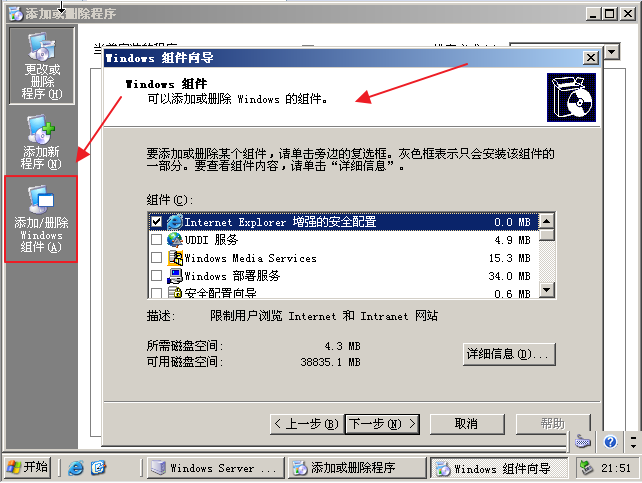 添加或删除程序
更改或
删除
程序(H)
添加新
程序(N)
添加/删除
Windows
组件(A)
Windows 组件向导
Windows 组件
可以添加或删除 Windows 的组件。
要添加或删除某个组件，请单击旁边的复选框。灰色框表示只会安装该组件的
一部分。要查看组件内容，请单击“详细信息”。
组件(C):
Internet Explorer 增强的安全配置 0.0 MB
UDDI 服务 4.9 MB
Windows Media Services 15.3 MB
Windows 部署服务 34.0 MB
安全配置向导 0.6 MB
描述: 限制用户浏览 Internet 和 Intranet 网站
所需磁盘空间: 4.3 MB
可用磁盘空间: 38835.1 MB
详细信息(D)...
< 上一步(B) 下一步(N) > 取消 帮助
开始 Windows Server ... 添加或删除程序 Windows 组件向导 21:51